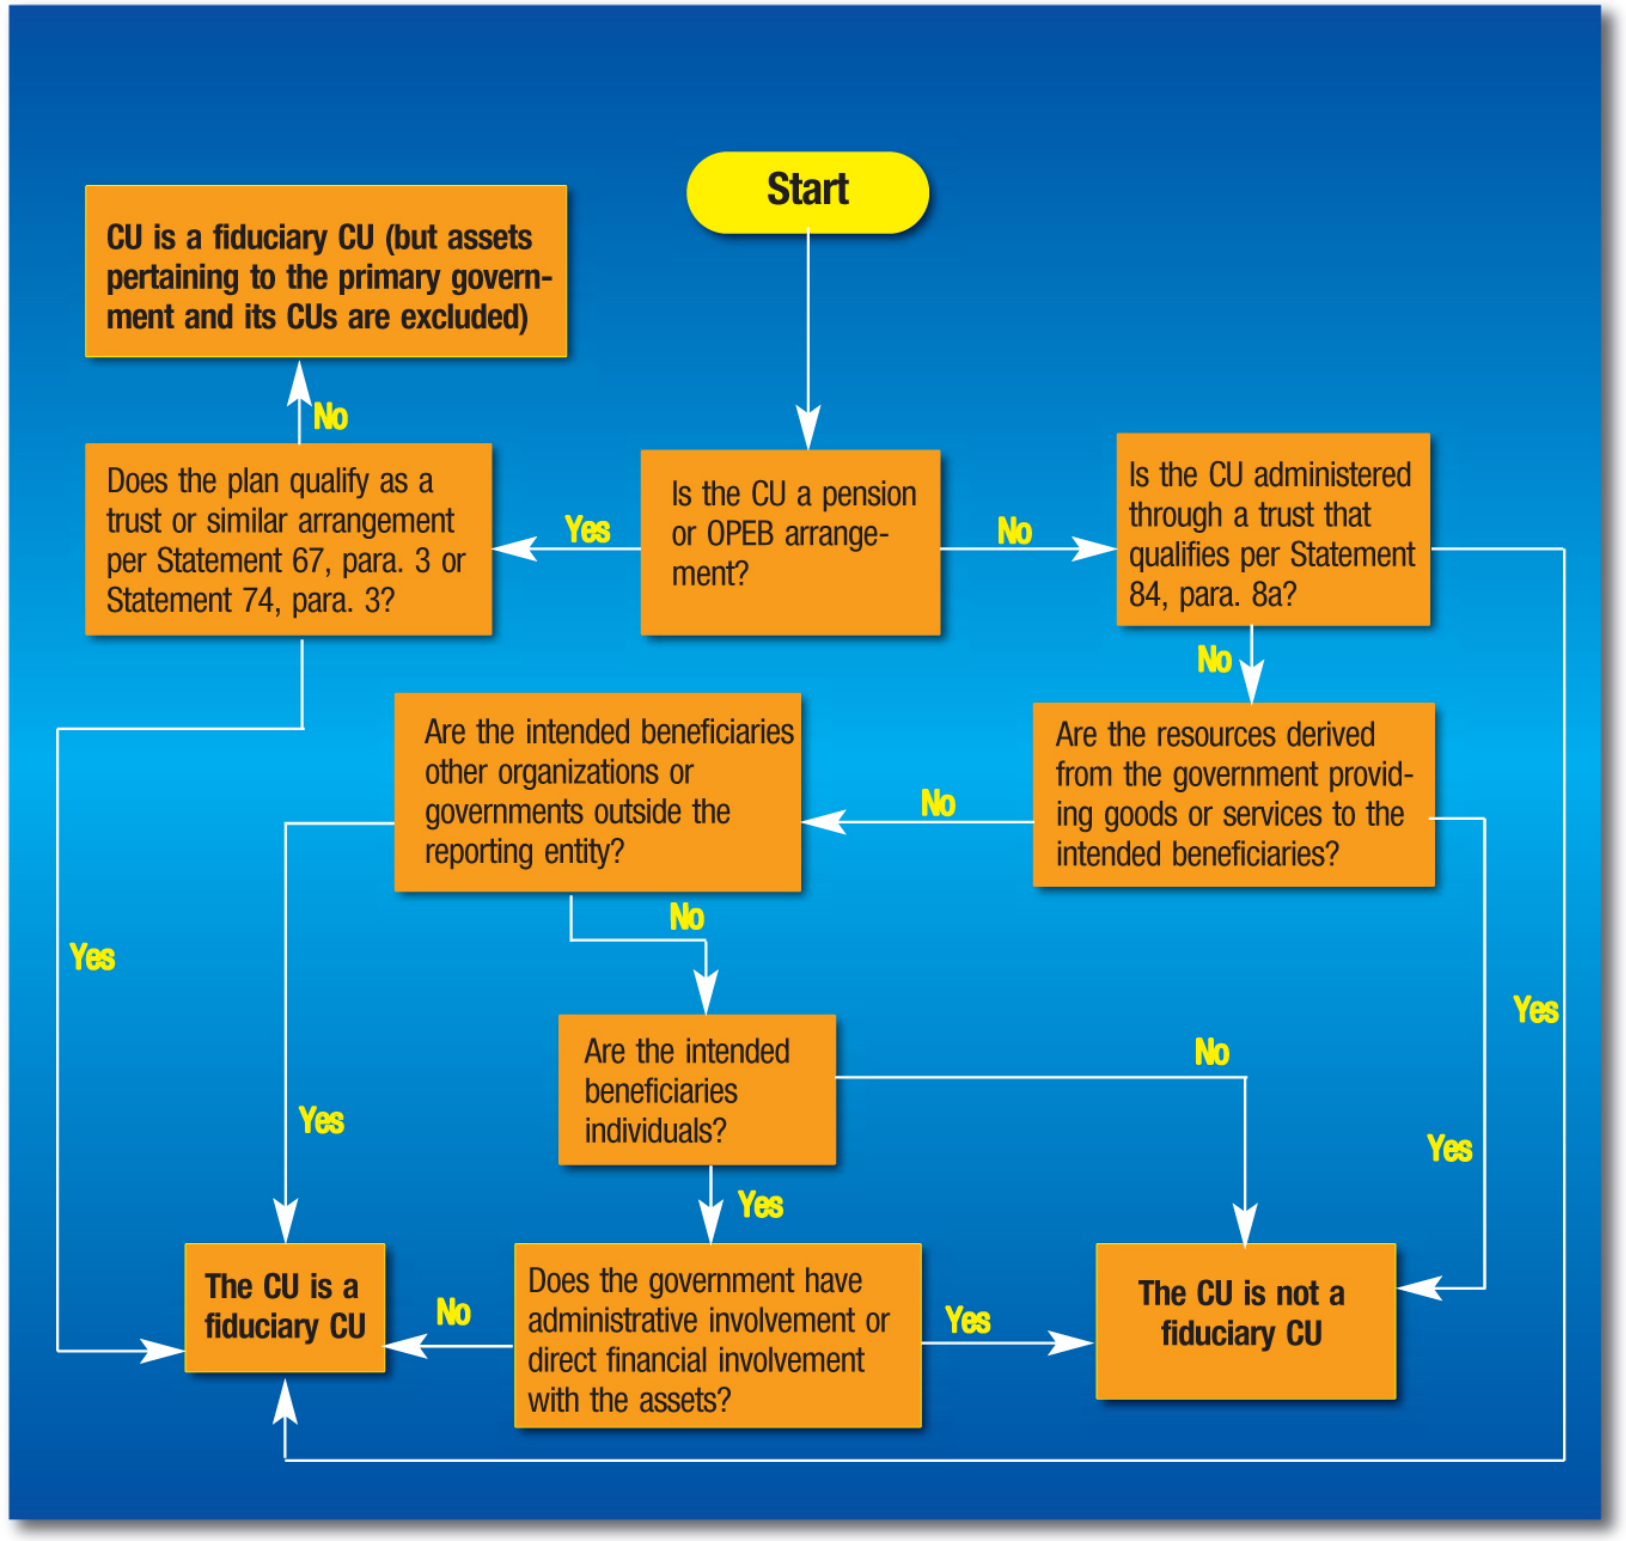 Start
CU is a fiduciary CU (but assets
pertaining to the primary govern-
ment and its CUs are excluded)
No
Does the plan qualify as a
trust or similar arrangement
per Statement 67, para. 3 or
Statement 74, para. 3?
Yes
Is the CU a pension
or OPEB arrange-
ment?
No
Is the CU administered
through a trust that
qualifies per Statement
84, para. 8a?
No
Are the intended beneficiaries
other organizations or
governments outside the
reporting entity?
No
Are the resources derived
from the government provid-
ing goods or services to the
intended beneficiaries?
No
Yes
Yes
Are the intended
beneficiaries
individuals?
No
Yes
Yes
Yes
The CU is a
fiduciary CU
No
Does the government have
administrative involvement or
direct financial involvement
with the assets?
Yes
The CU is not a
fiduciary CU